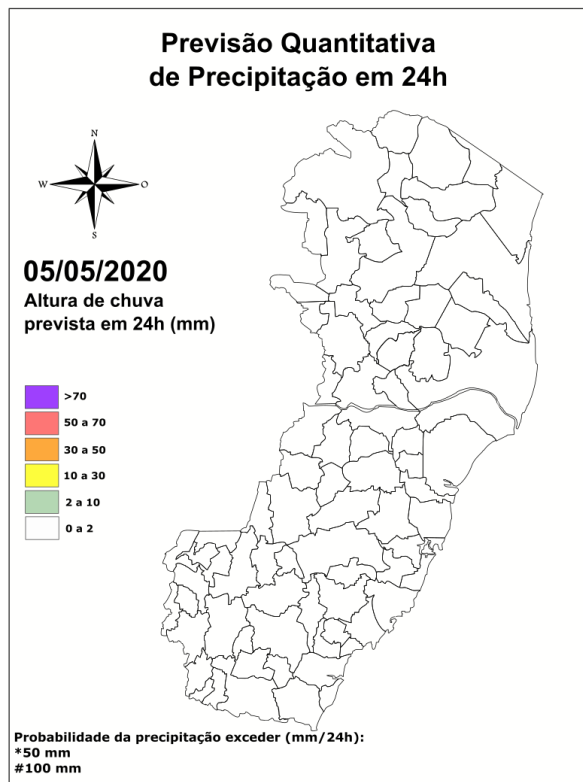 Previsão Quantitativa
de Precipitação em 24h
N
W O
S
05/05/2020
Altura de chuva
prevista em 24h (mm)
>70
50 a 70
30 a 50
10 a 30
2 a 10
0 a 2
Probabilidade da precipitação exceder (mm/24h):
*50 mm
#100 mm